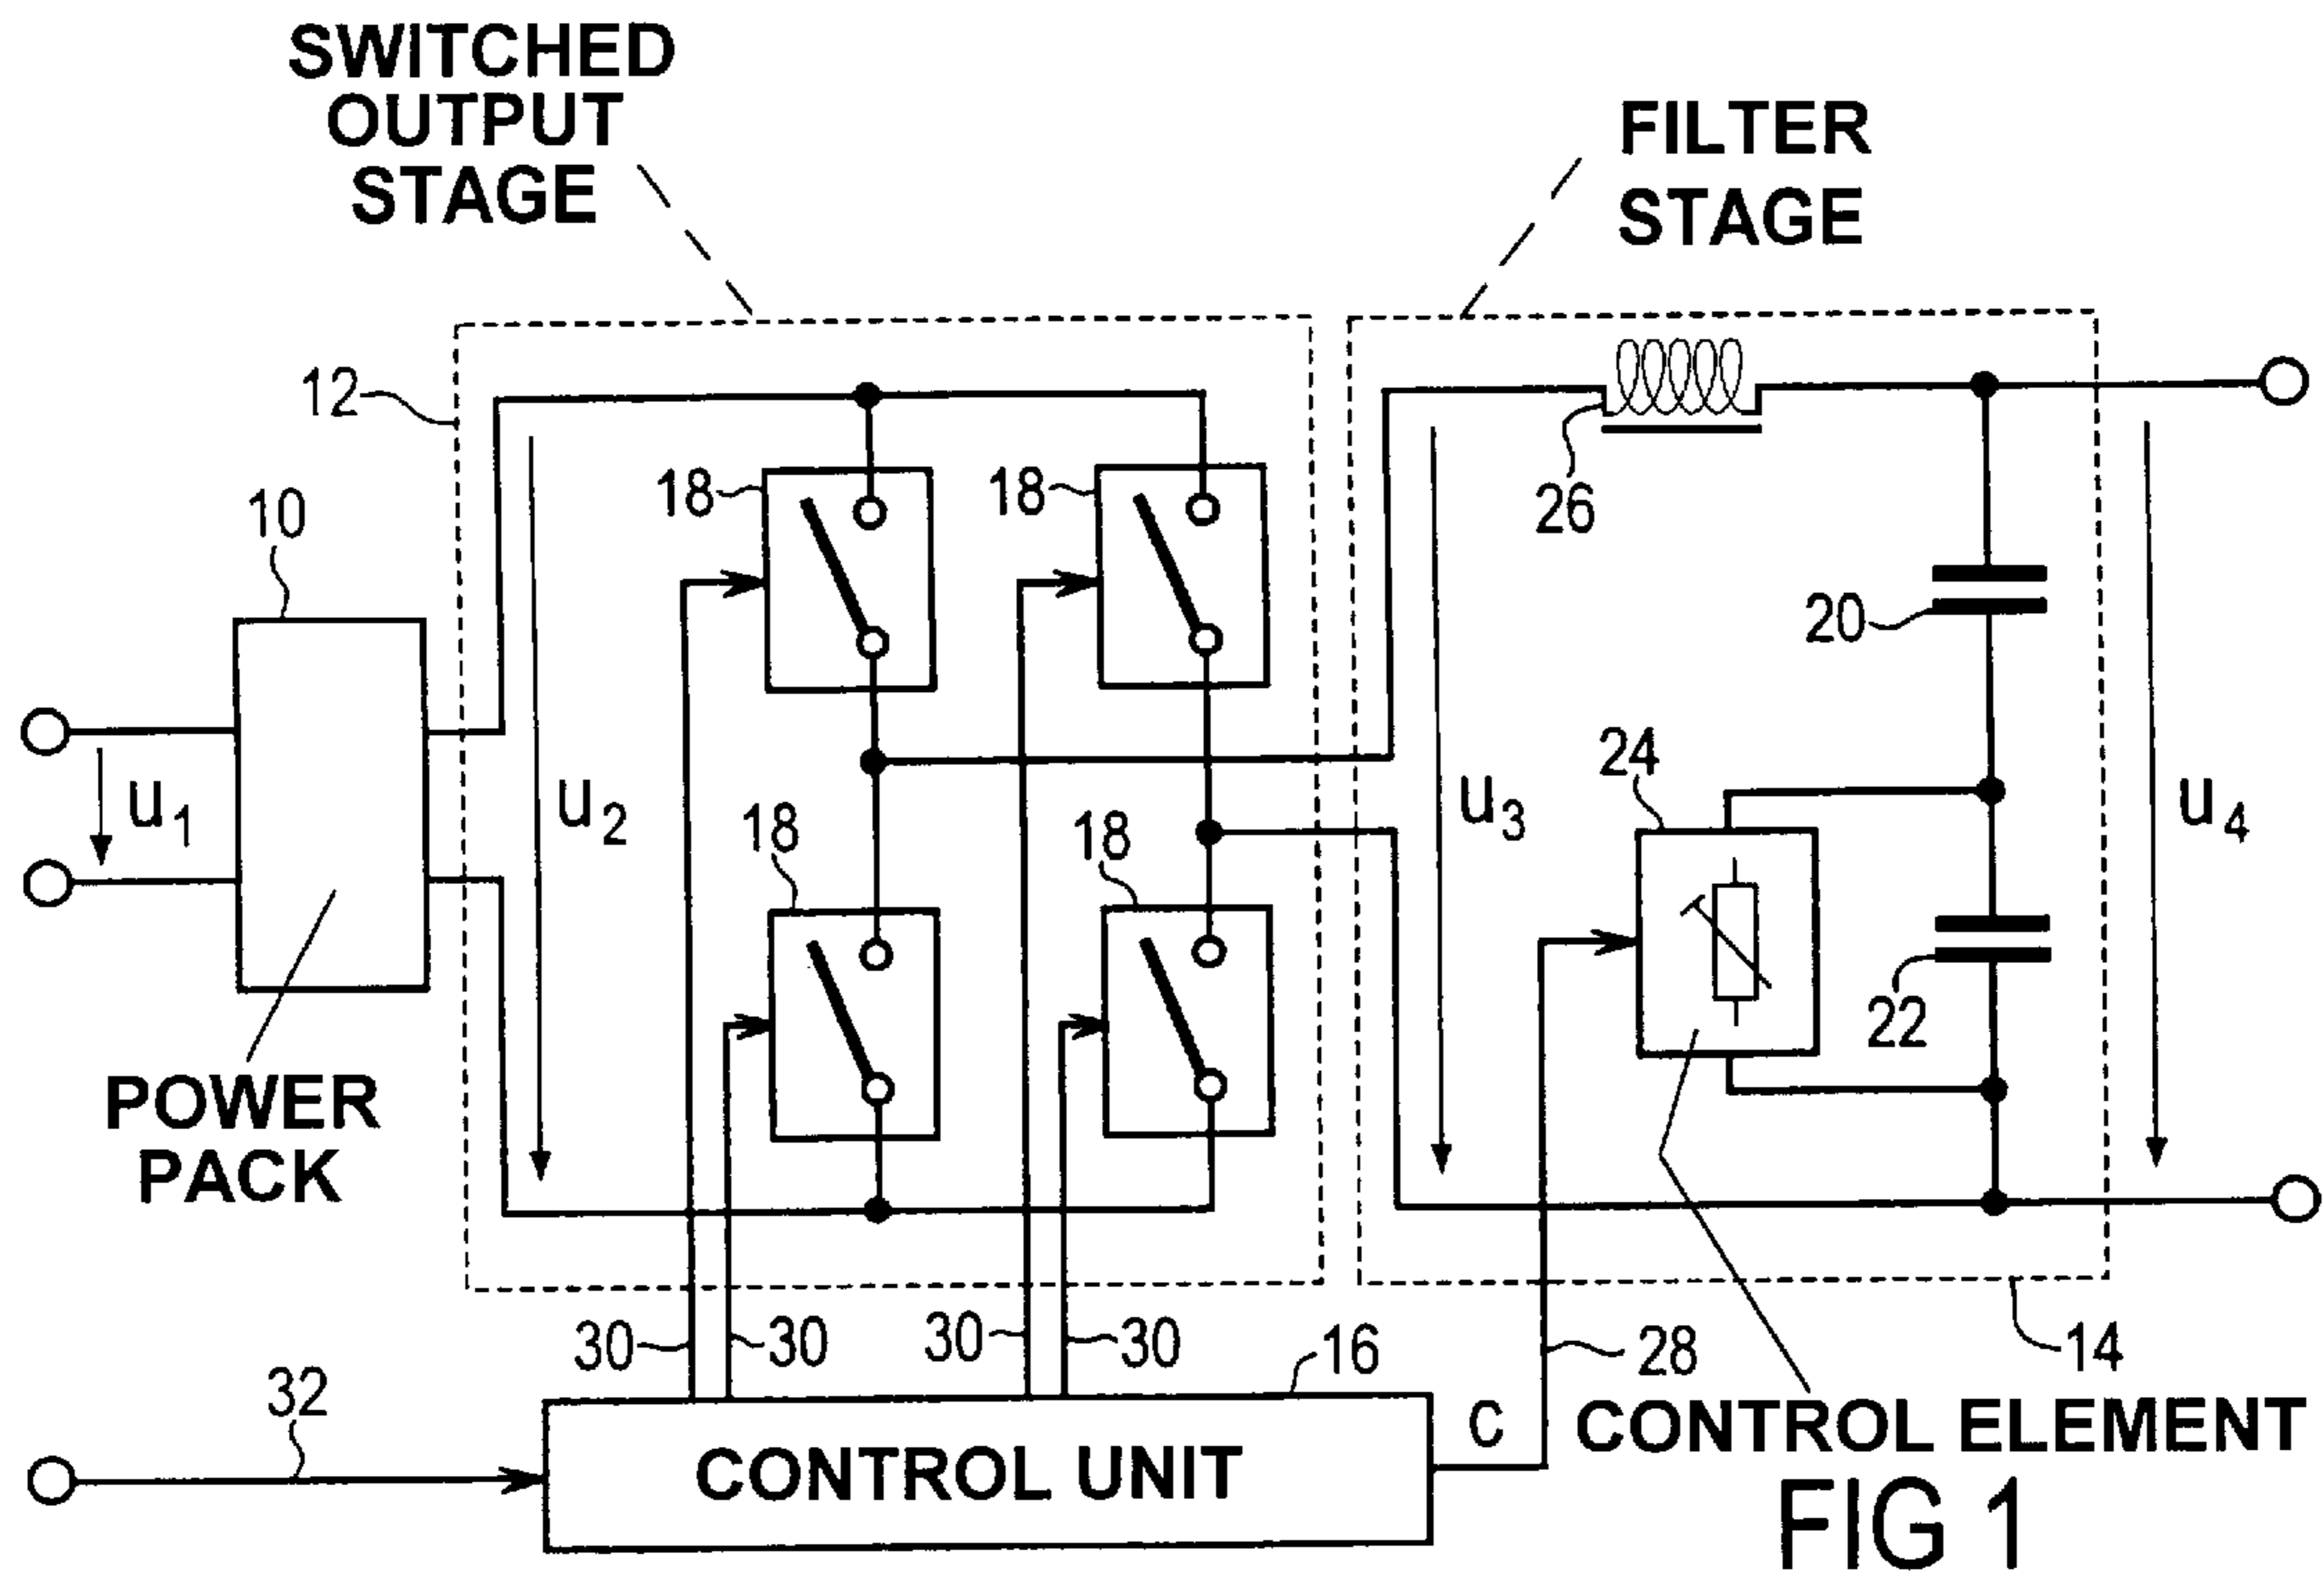 SWITCHED
OUTPUT
STAGE
FILTER
STAGE
12
10
18
18
26
20
u1
u2
18
18
u3
24
u4
22
POWER
PACK
30
30
30
30
16
28
14
32
C
CONTROL ELEMENT
CONTROL UNIT
FIG 1